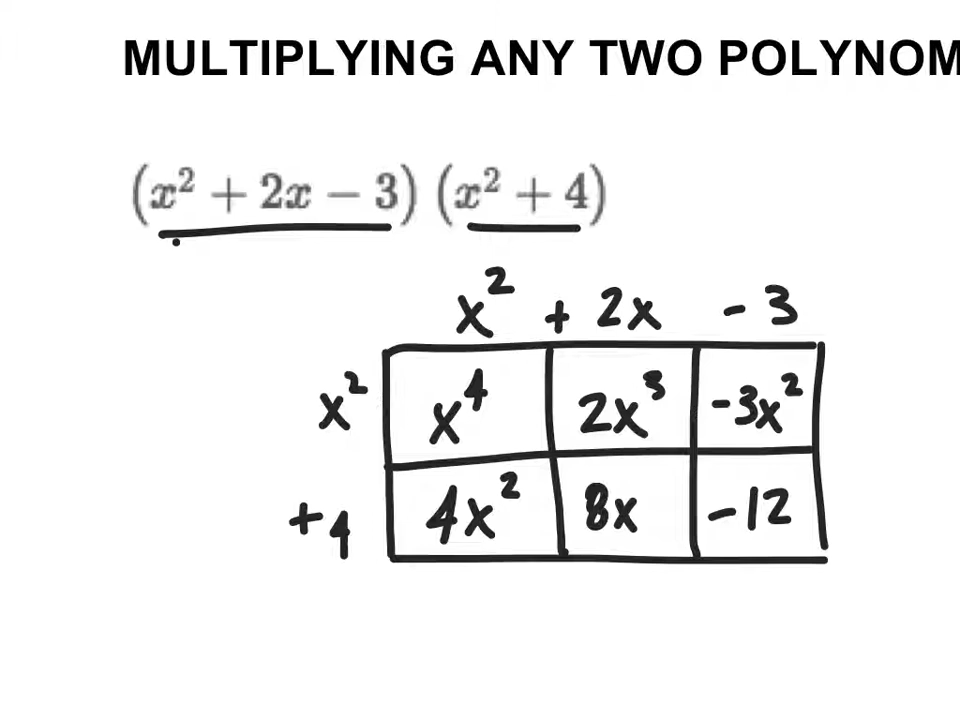 MULTIPLYING ANY TWO POLYNOM
(x² + 2x − 3) (x² + 4)
x² + 2x - 3
x² x⁴ 2x³ -3x²
+4 4x² 8x -12